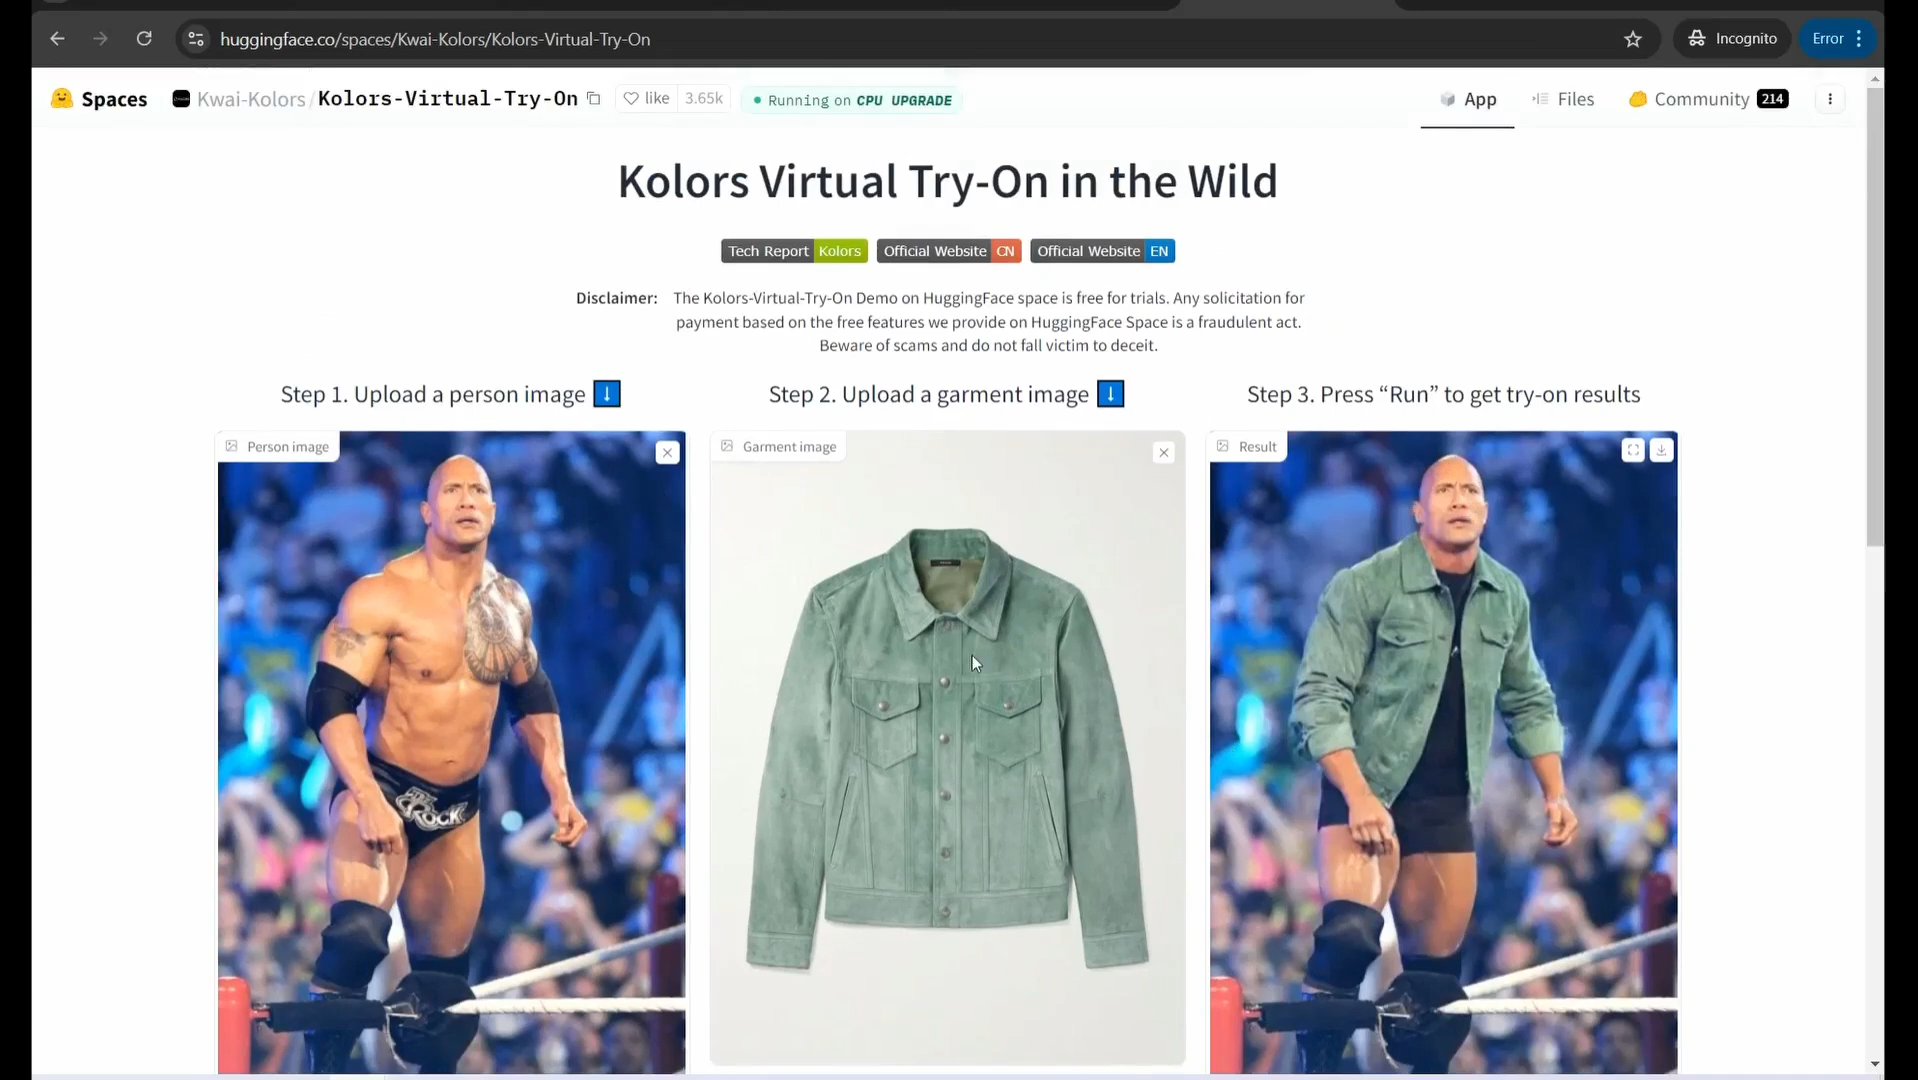 huggingface.co/spaces/Kwai-Kolors/Kolors-Virtual-Try-On
Incognito
Error
Spaces
Kwai-Kolors/Kolors-Virtual-Try-On
like 3.65k
Running on CPU UPGRADE
App
Files
Community 214
Kolors Virtual Try-On in the Wild
Tech Report Kolors
Official Website CN
Official Website EN
Disclaimer: The Kolors-Virtual-Try-On Demo on HuggingFace space is free for trials. Any solicitation for
payment based on the free features we provide on HuggingFace Space is a fraudulent act.
Beware of scams and do not fall victim to deceit.
Step 1. Upload a person image
Step 2. Upload a garment image
Step 3. Press “Run” to get try-on results
Person image
Garment image
Result
THE ROCK